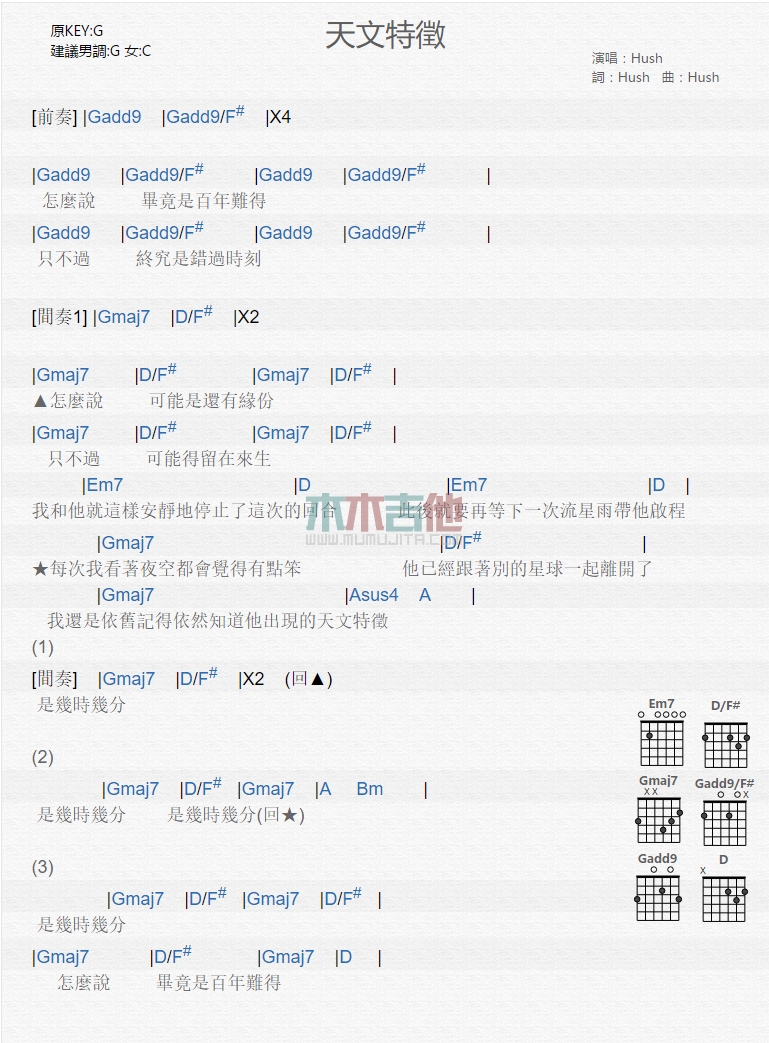 原KEY:G
建議男調:G 女:C
天文特徵
演唱：Hush
詞：Hush 曲：Hush
[前奏] |Gadd9 |Gadd9/F# |X4
|Gadd9 |Gadd9/F# |Gadd9 |Gadd9/F# |
怎麼說 畢竟是百年難得
|Gadd9 |Gadd9/F# |Gadd9 |Gadd9/F# |
只不過 終究是錯過時刻
[間奏1] |Gmaj7 |D/F# |X2
|Gmaj7 |D/F# |Gmaj7 |D/F# |
▲怎麼說 可能是還有緣份
|Gmaj7 |D/F# |Gmaj7 |D/F# |
只不過 可能得留在來生
|Em7 |D |Em7 |D |
我和他就這樣安靜地停止了這次的回合 此後就要再等下一次流星雨帶他啟程
木木吉他
WWW.MUMUJITA.COM
|Gmaj7 |D/F# |
★每次我看著夜空都會覺得有點笨 他已經跟著別的星球一起離開了
|Gmaj7 |Asus4 A |
我還是依舊記得依然知道他出現的天文特徵
(1)
[間奏] |Gmaj7 |D/F# |X2 (回▲)
是幾時幾分
(2)
|Gmaj7 |D/F# |Gmaj7 |A Bm |
是幾時幾分 是幾時幾分(回★)
(3)
|Gmaj7 |D/F# |Gmaj7 |D/F# |
是幾時幾分
|Gmaj7 |D/F# |Gmaj7 |D |
怎麼說 畢竟是百年難得
Em7 D/F#
Gmaj7 Gadd9/F#
X X X
Gadd9 D
X